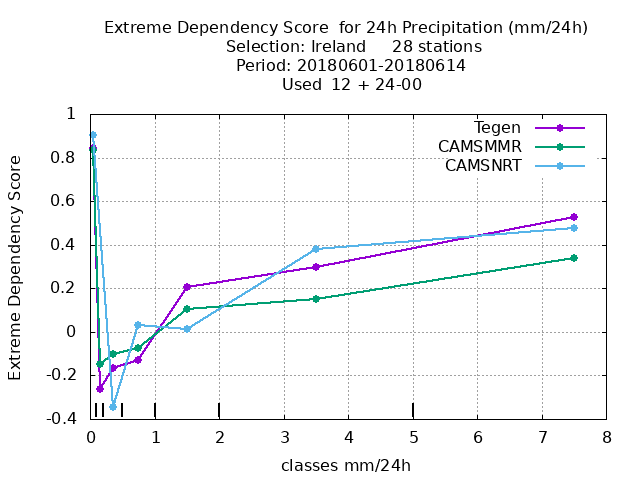 Extreme Dependency Score  for 24h Precipitation (mm/24h)
Selection: Ireland     28 stations
Period: 20180601-20180614
Used  12 + 24-00
Tegen
CAMSMMR
CAMSNRT
Extreme Dependency Score
1
0.8
0.6
0.4
0.2
0
-0.2
-0.4
0 1 2 3 4 5 6 7 8
classes mm/24h